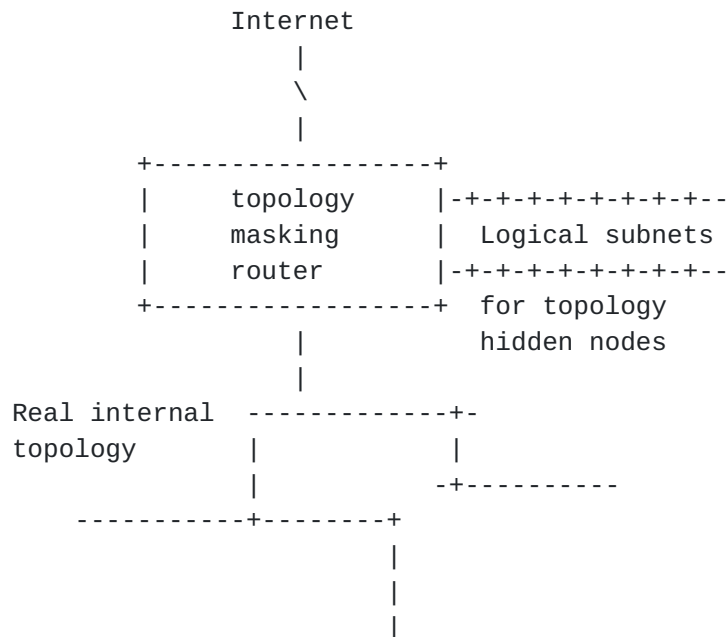 Internet
topology
masking
router
Logical subnets
for topology
hidden nodes
Real internal
topology